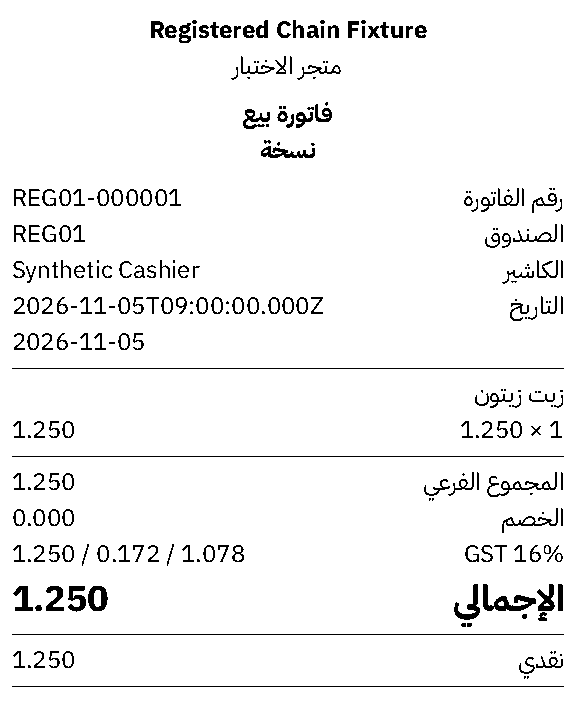 Registered Chain Fixture
متجر الاختبار
فاتورة بيع
نسخة
رقم الفاتورة REG01-000001
الصندوق REG01
الكاشير Synthetic Cashier
التاريخ 2026-11-05T09:00:00.000Z
2026-11-05
زيت زيتون
1 × 1.250 1.250
المجموع الفرعي 1.250
الخصم 0.000
GST 16% 1.250 / 0.172 / 1.078
الإجمالي 1.250
نقدي 1.250